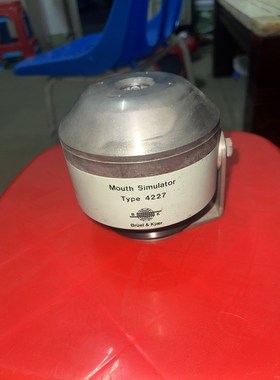 Mouth Simulator
Type 4227
Brüel & Kjær